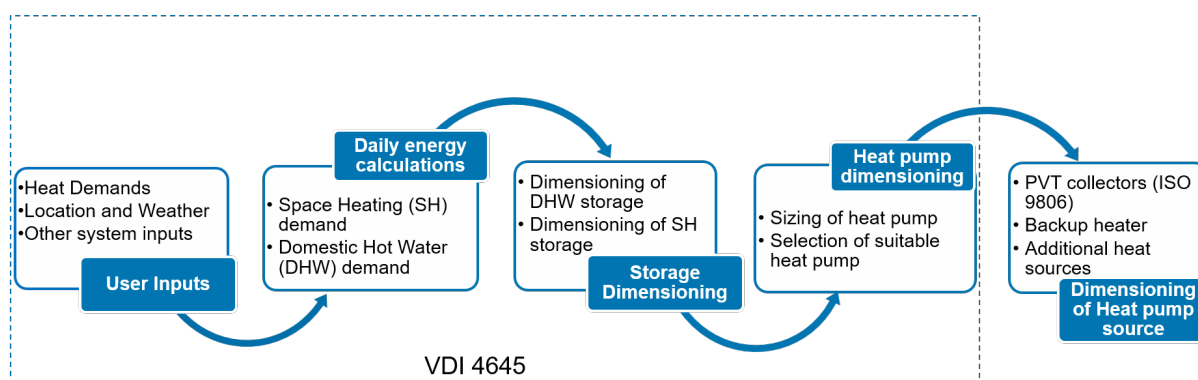 •Heat Demands
•Location and Weather
•Other system inputs
User Inputs
Daily energy
calculations
• Space Heating (SH)
demand
• Domestic Hot Water
(DHW) demand
• Dimensioning of
DHW storage
• Dimensioning of SH
storage
Storage
Dimensioning
Heat pump
dimensioning
• Sizing of heat pump
• Selection of suitable
heat pump
• PVT collectors (ISO
9806)
• Backup heater
• Additional heat
sources
Dimensioning
of Heat pump
source
VDI 4645